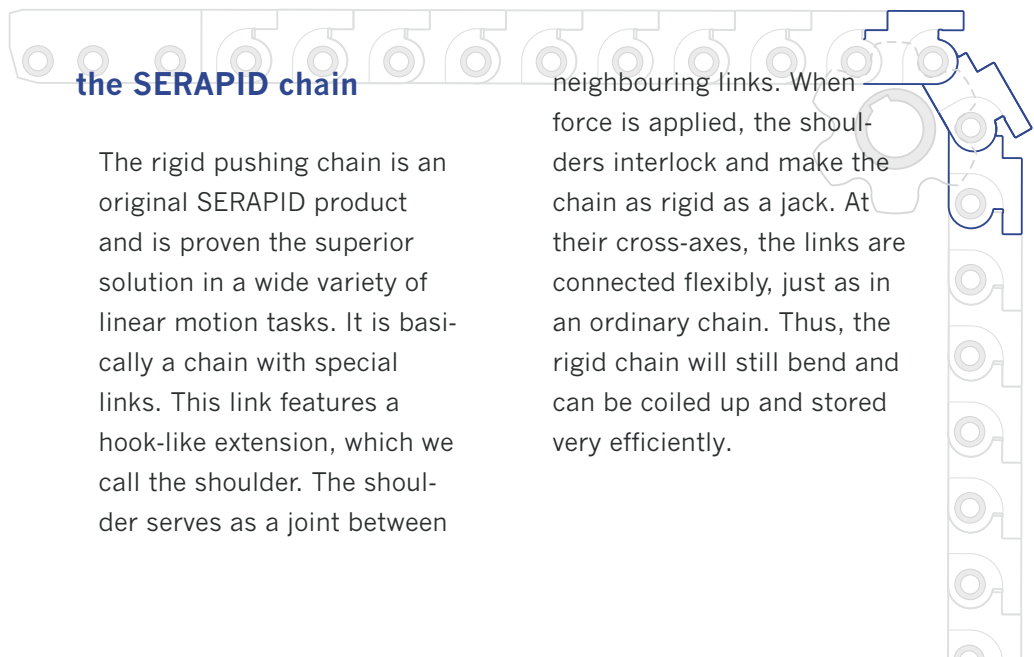 the SERAPID chain
The rigid pushing chain is an
original SERAPID product
and is proven the superior
solution in a wide variety of
linear motion tasks. It is basi-
cally a chain with special
links. This link features a
hook-like extension, which we
call the shoulder. The shoul-
der serves as a joint between
neighbouring links. When
force is applied, the shoul-
ders interlock and make the
chain as rigid as a jack. At
their cross-axes, the links are
connected flexibly, just as in
an ordinary chain. Thus, the
rigid chain will still bend and
can be coiled up and stored
very efficiently.